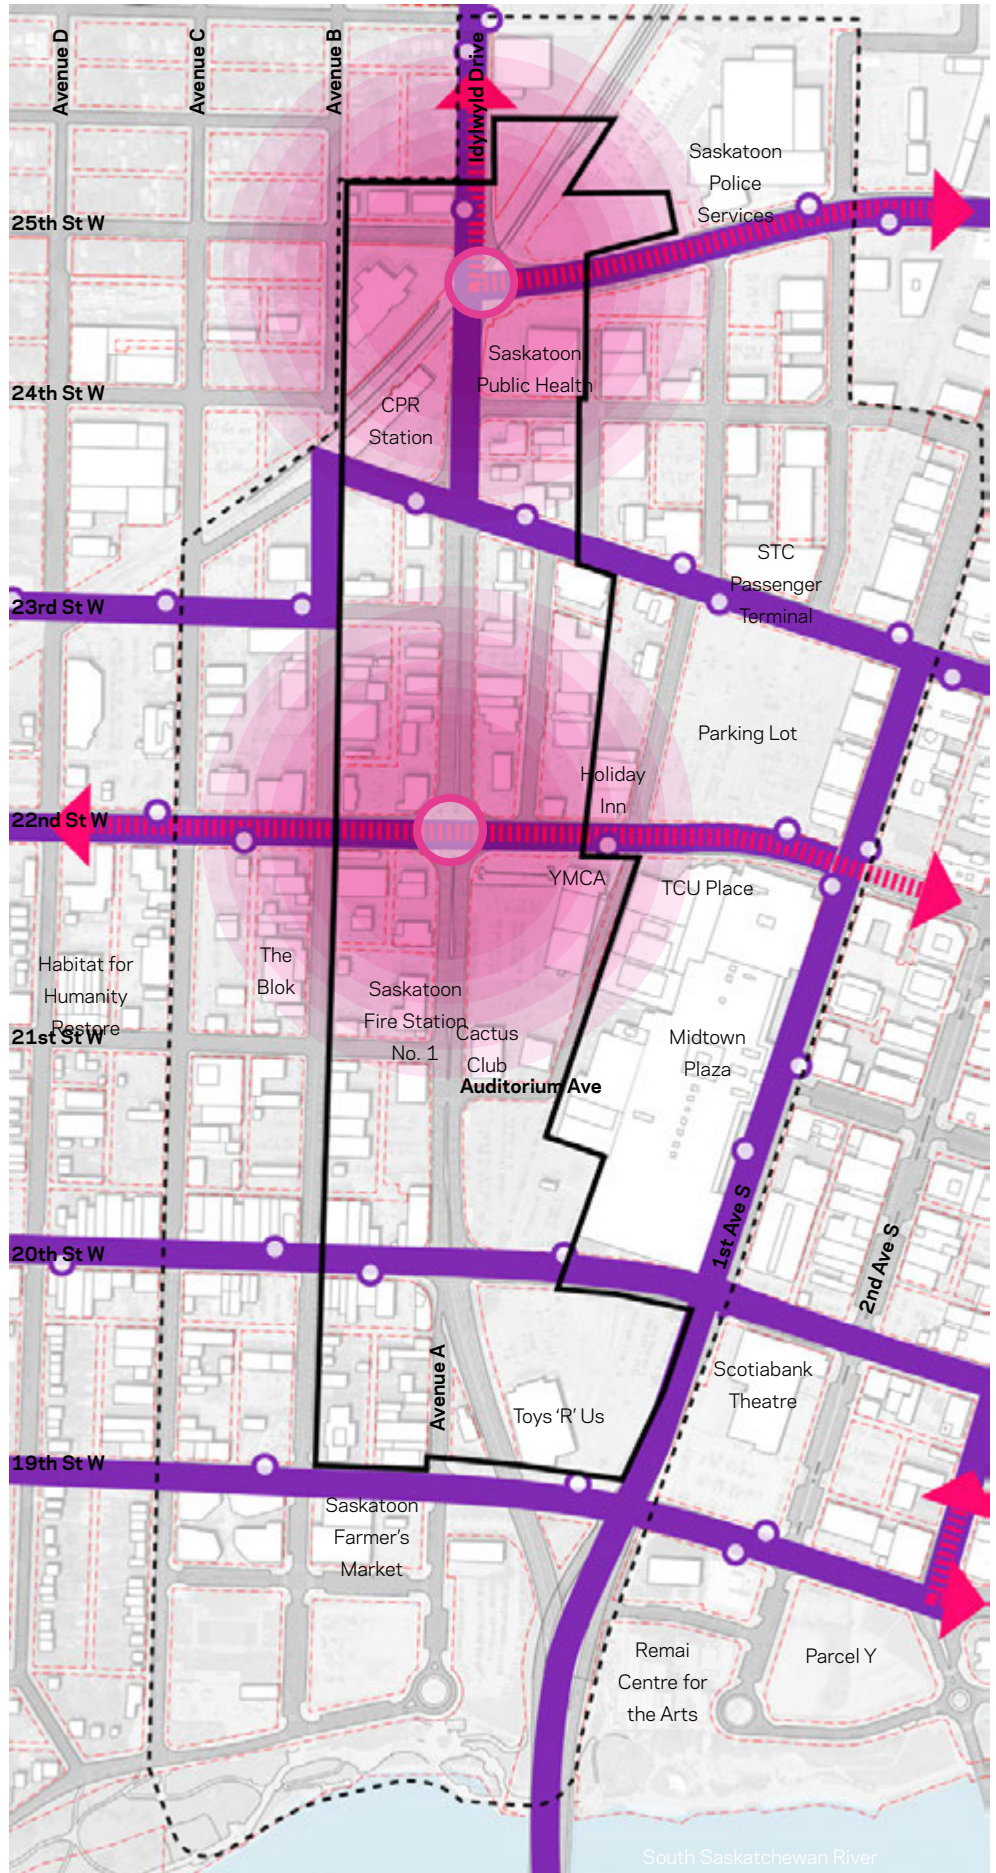 Avenue D
Avenue C
Avenue B
Idylwyld Drive
Saskatoon
Police
Services
25th St W
Saskatoon
Public Health
24th St W
CPR
Station
STC
Passenger
Terminal
23rd St W
Parking Lot
Holiday
Inn
22nd St W
YMCA
TCU Place
Habitat for
Humanity
Restore
The
Blok
Saskatoon
Fire Station
No. 1
21st St W
Cactus
Club
Midtown
Plaza
Auditorium Ave
1st Ave S
2nd Ave S
20th St W
Avenue A
Scotiabank
Theatre
Toys ‘R’ Us
19th St W
Saskatoon
Farmer’s
Market
Remai
Centre for
the Arts
Parcel Y
South Saskatchewan River